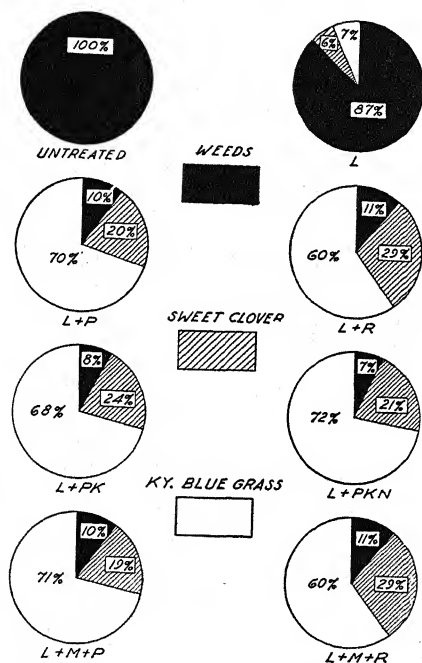 100%
UNTREATED
7%
6%
87%
L
WEEDS
10%
20%
70%
L+P
11%
29%
60%
L+R
SWEET CLOVER
8%
24%
68%
L+PK
7%
21%
72%
L+PKN
KY. BLUE GRASS
10%
19%
71%
L+M+P
11%
29%
60%
L+M+R